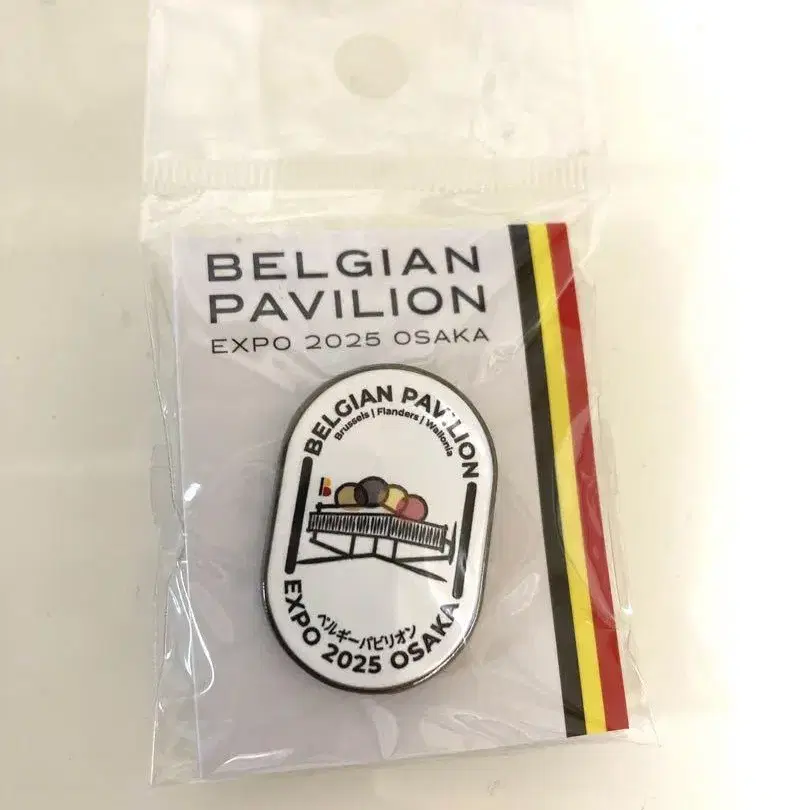 BELGIAN
PAVILION
EXPO 2025 OSAKA
BELGIAN PAVILION
Brussels | Flanders | Wallonia
B
ベルギーパビリオン
EXPO 2025 OSAKA